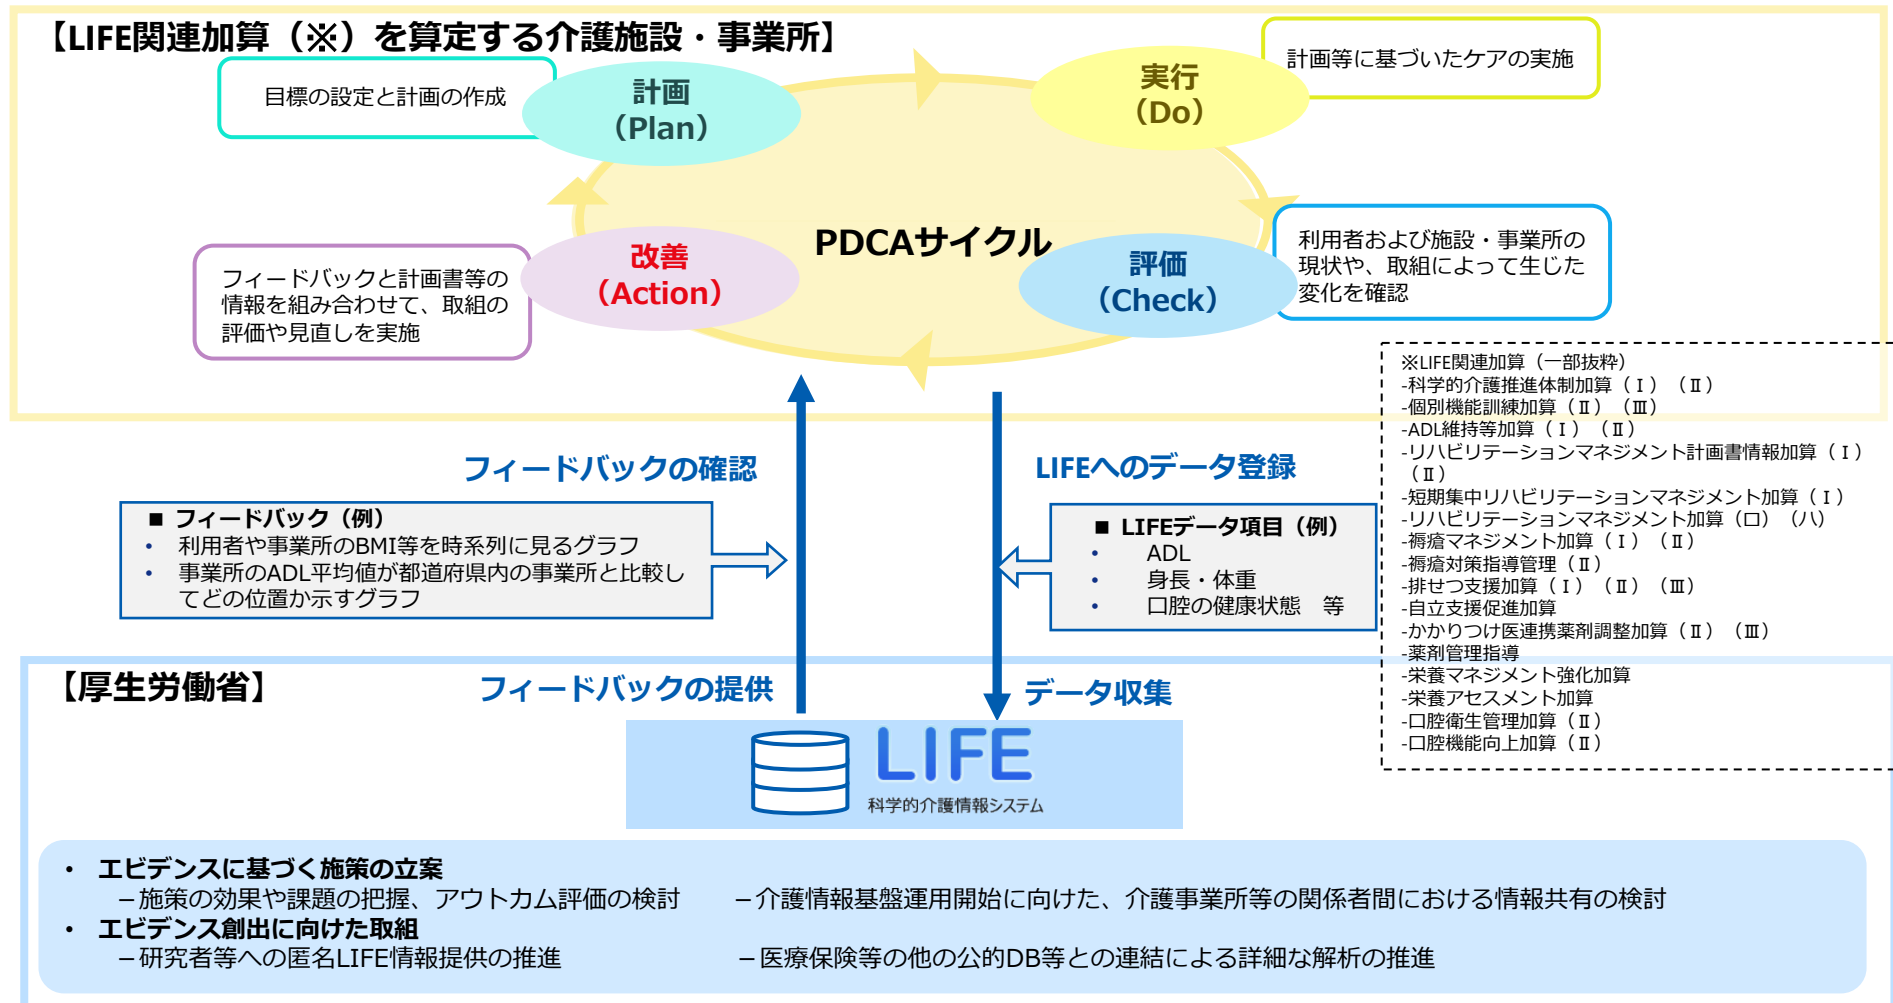 【LIFE関連加算（※）を算定する介護施設・事業所】
目標の設定と計画の作成
計画
（Plan）
実行
（Do）
計画等に基づいたケアの実施
PDCAサイクル
フィードバックと計画書等の
情報を組み合わせて、取組の
評価や見直しを実施
改善
（Action）
評価
（Check）
利用者および施設・事業所の
現状や、取組によって生じた
変化を確認
※LIFE関連加算（一部抜粋）
-科学的介護推進体制加算（Ⅰ）（Ⅱ）
-個別機能訓練加算（Ⅱ）（Ⅲ）
-ADL維持等加算（Ⅰ）（Ⅱ）
-リハビリテーションマネジメント計画書情報加算（Ⅰ）
（Ⅱ）
-短期集中リハビリテーションマネジメント加算（Ⅰ）
-リハビリテーションマネジメント加算（ロ）（ハ）
-褥瘡マネジメント加算（Ⅰ）（Ⅱ）
-褥瘡対策指導管理（Ⅱ）
-排せつ支援加算（Ⅰ）（Ⅱ）（Ⅲ）
-自立支援促進加算
-かかりつけ医連携薬剤調整加算（Ⅱ）（Ⅲ）
-薬剤管理指導
-栄養マネジメント強化加算
-栄養アセスメント加算
-口腔衛生管理加算（Ⅱ）
-口腔機能向上加算（Ⅱ）
フィードバックの確認
LIFEへのデータ登録
■ フィードバック（例）
• 利用者や事業所のBMI等を時系列に見るグラフ
• 事業所のADL平均値が都道府県内の事業所と比較し
てどの位置か示すグラフ
■ LIFEデータ項目（例）
• ADL
• 身長・体重
• 口腔の健康状態　等
【厚生労働省】
フィードバックの提供
データ収集
LIFE
科学的介護情報システム
• エビデンスに基づく施策の立案
－施策の効果や課題の把握、アウトカム評価の検討　　－介護情報基盤運用開始に向けた、介護事業所等の関係者間における情報共有の検討
• エビデンス創出に向けた取組
－研究者等への匿名LIFE情報提供の推進　　－医療保険等の他の公的DB等との連結による詳細な解析の推進